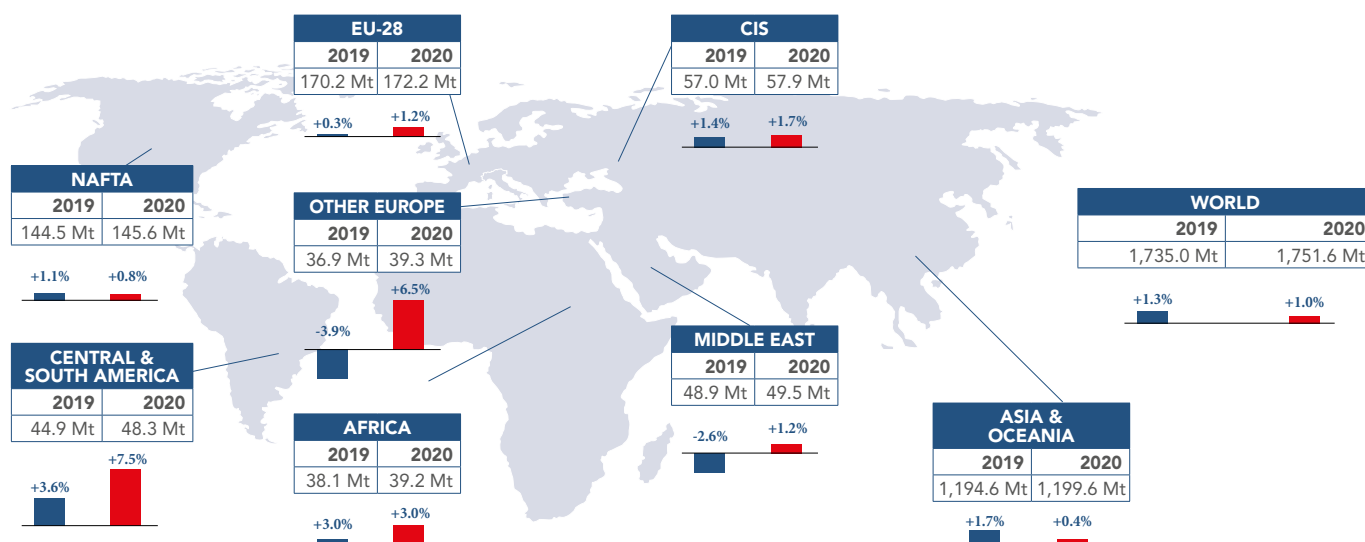 EU-28
2019 2020
170.2 Mt 172.2 Mt
+0.3% +1.2%
CIS
2019 2020
57.0 Mt 57.9 Mt
+1.4% +1.7%
NAFTA
2019 2020
144.5 Mt 145.6 Mt
+1.1% +0.8%
OTHER EUROPE
2019 2020
36.9 Mt 39.3 Mt
-3.9% +6.5%
WORLD
2019 2020
1,735.0 Mt 1,751.6 Mt
+1.3% +1.0%
CENTRAL &
SOUTH AMERICA
2019 2020
44.9 Mt 48.3 Mt
+3.6% +7.5%
MIDDLE EAST
2019 2020
48.9 Mt 49.5 Mt
-2.6% +1.2%
AFRICA
2019 2020
38.1 Mt 39.2 Mt
+3.0% +3.0%
ASIA &
OCEANIA
2019 2020
1,194.6 Mt 1,199.6 Mt
+1.7% +0.4%